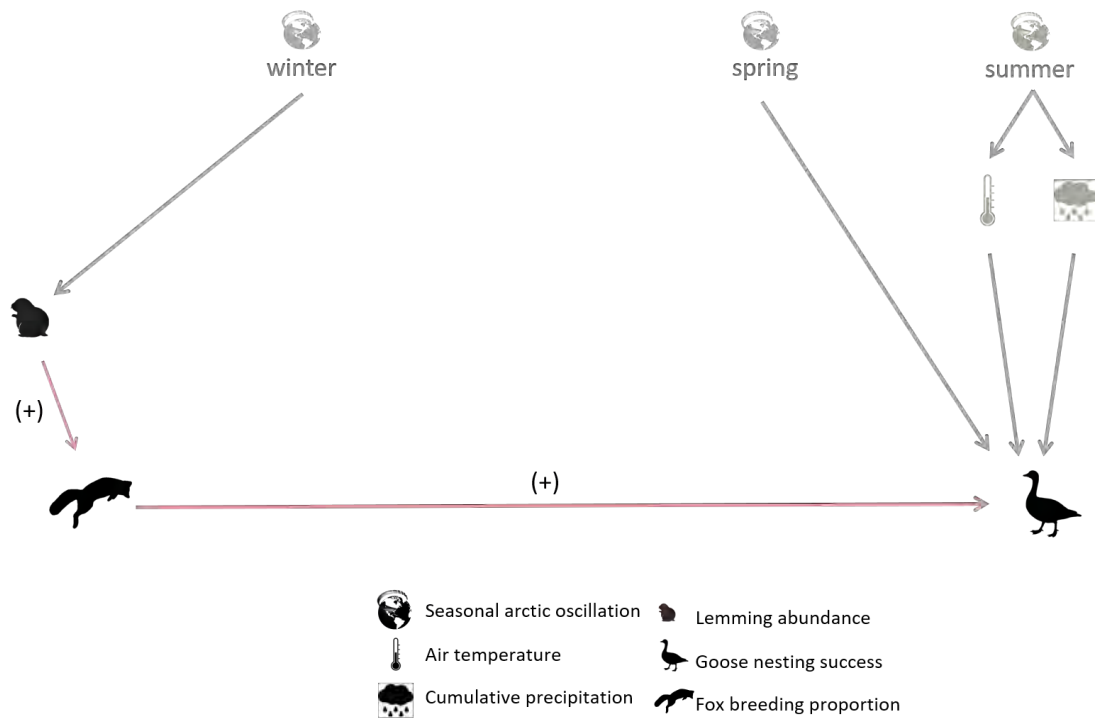 winter
spring
summer
(+)
(+)
Seasonal arctic oscillation
Lemming abundance
Air temperature
Goose nesting success
Cumulative precipitation
Fox breeding proportion